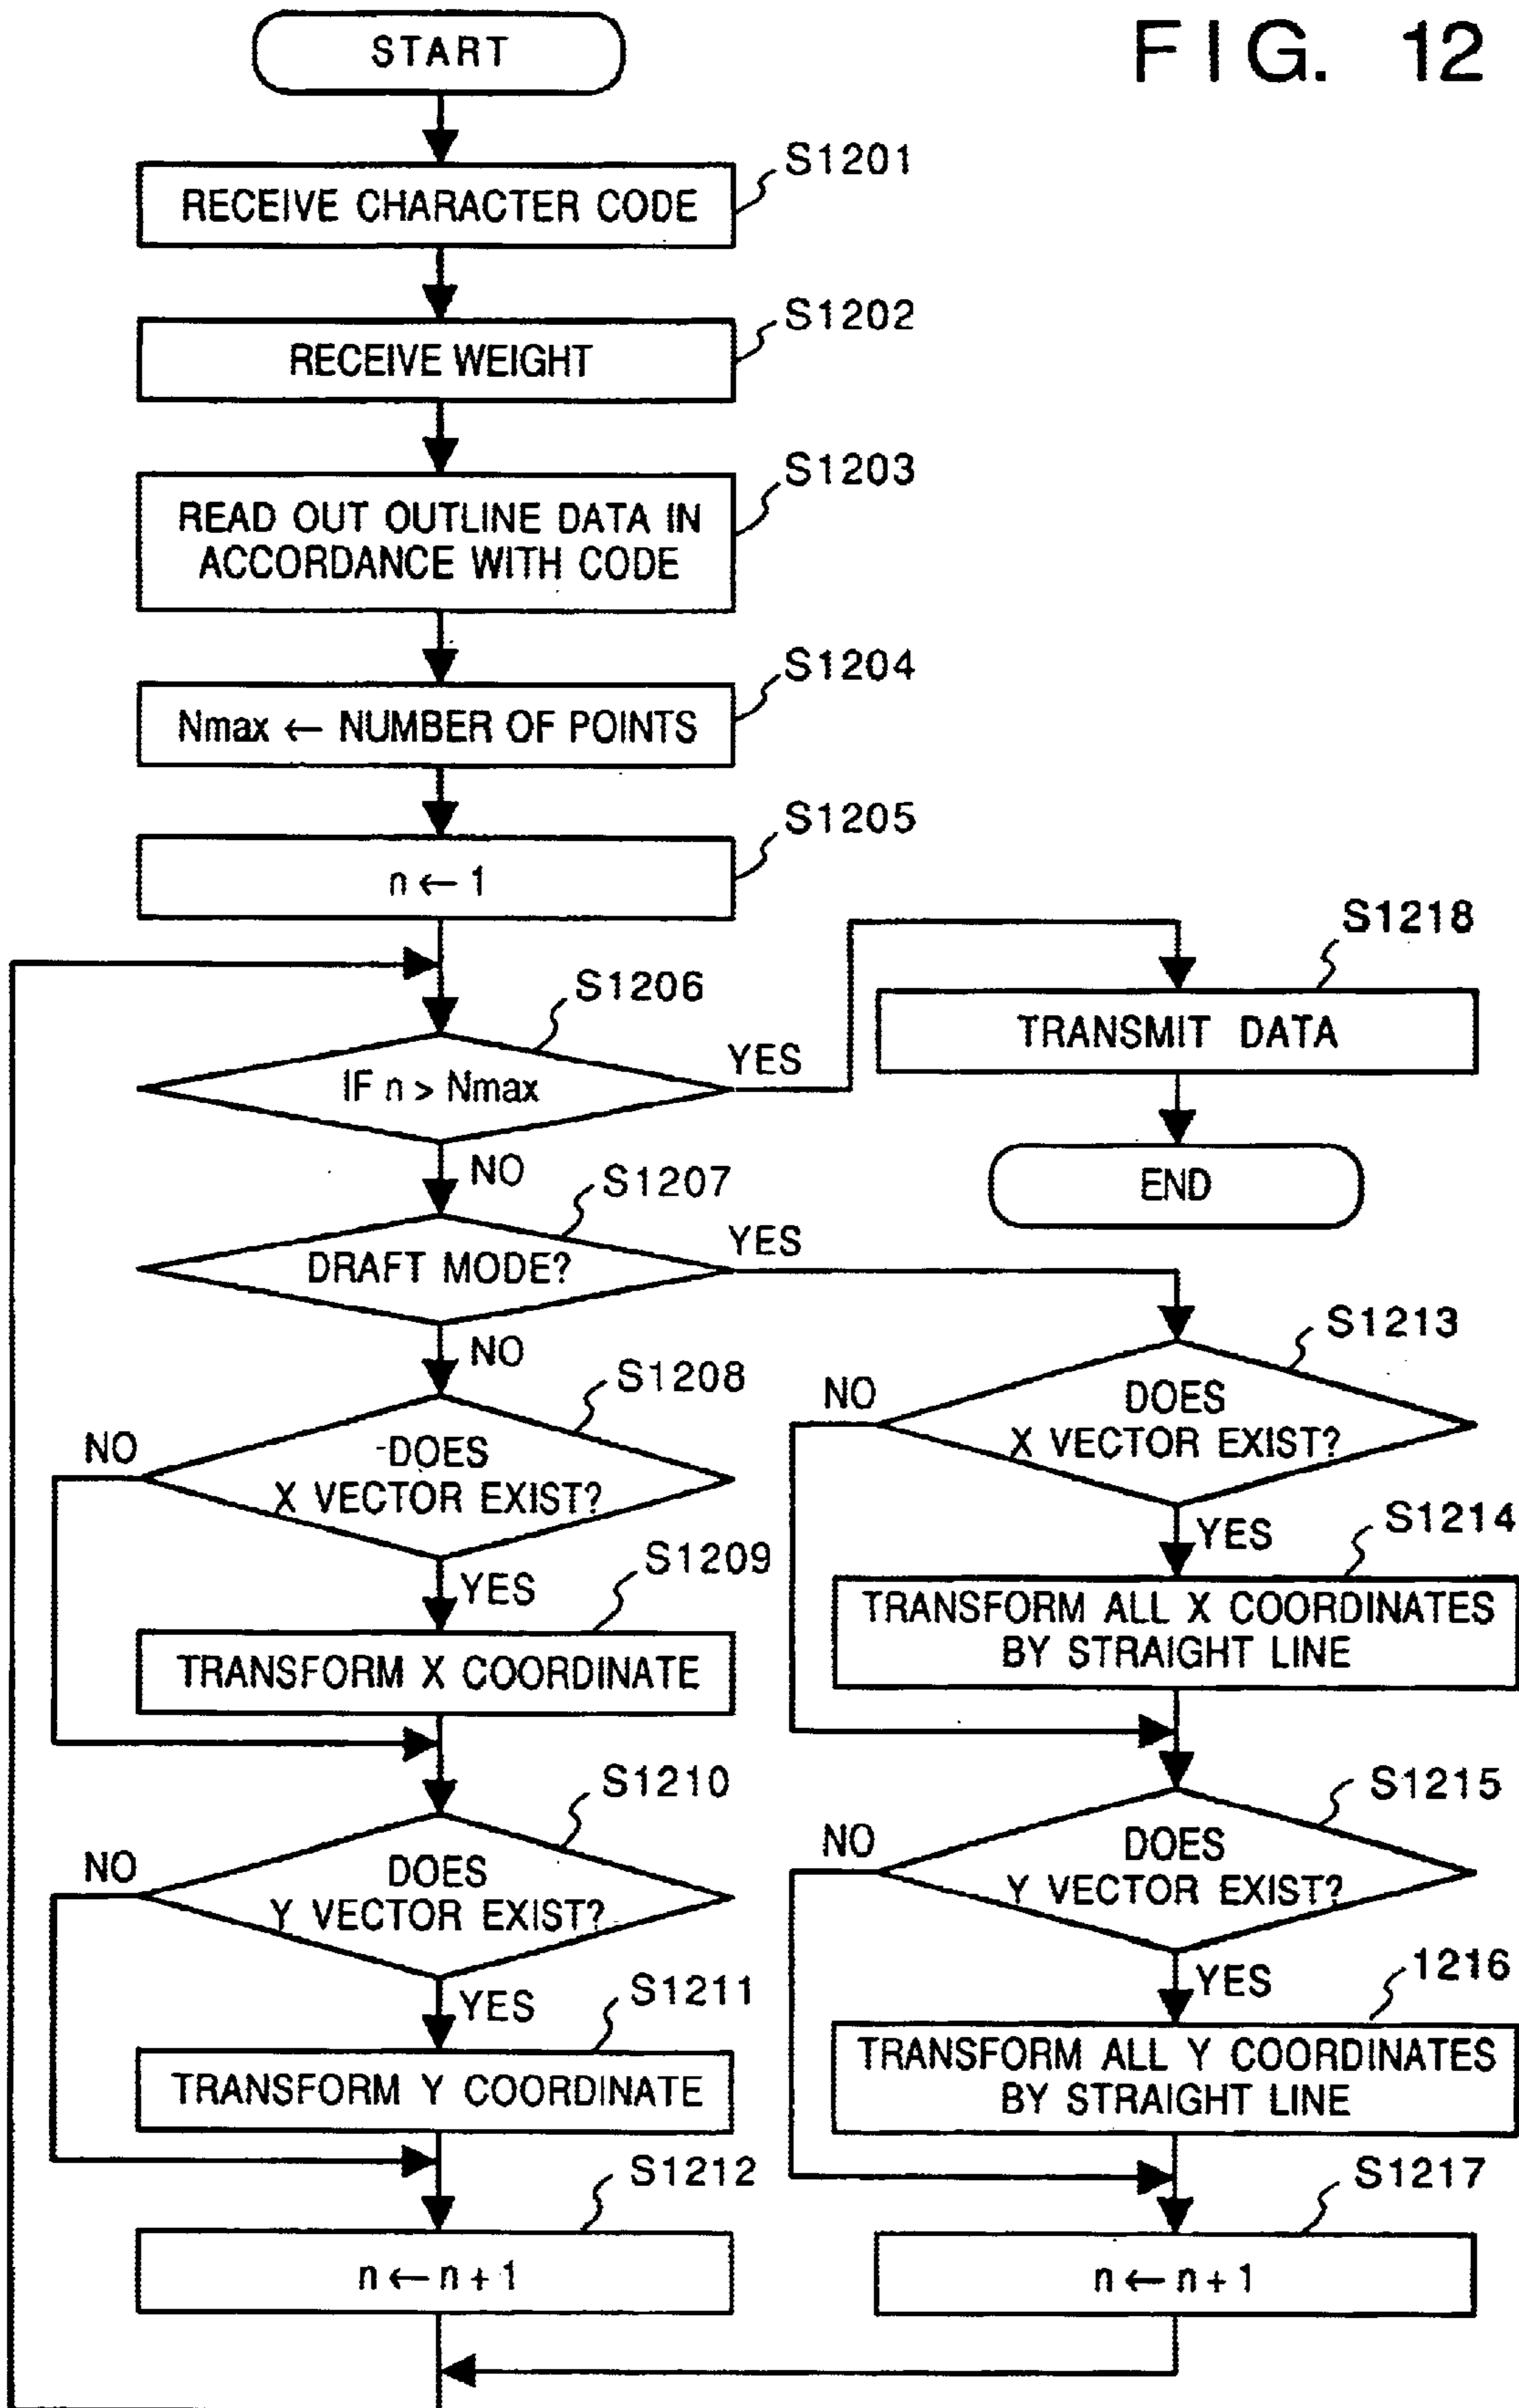 FIG. 12
START
S1201
RECEIVE CHARACTER CODE
S1202
RECEIVE WEIGHT
S1203
READ OUT OUTLINE DATA IN
ACCORDANCE WITH CODE
S1204
Nmax ← NUMBER OF POINTS
S1205
n ← 1
S1206
IF n > Nmax
YES
NO
S1218
TRANSMIT DATA
END
S1207
DRAFT MODE?
YES
NO
S1208
DOES
X VECTOR EXIST?
NO
YES
S1209
TRANSFORM X COORDINATE
S1210
DOES
Y VECTOR EXIST?
NO
YES
S1211
TRANSFORM Y COORDINATE
S1212
n ← n + 1
S1213
DOES
X VECTOR EXIST?
NO
YES
S1214
TRANSFORM ALL X COORDINATES
BY STRAIGHT LINE
S1215
DOES
Y VECTOR EXIST?
NO
YES
1216
TRANSFORM ALL Y COORDINATES
BY STRAIGHT LINE
S1217
n ← n + 1